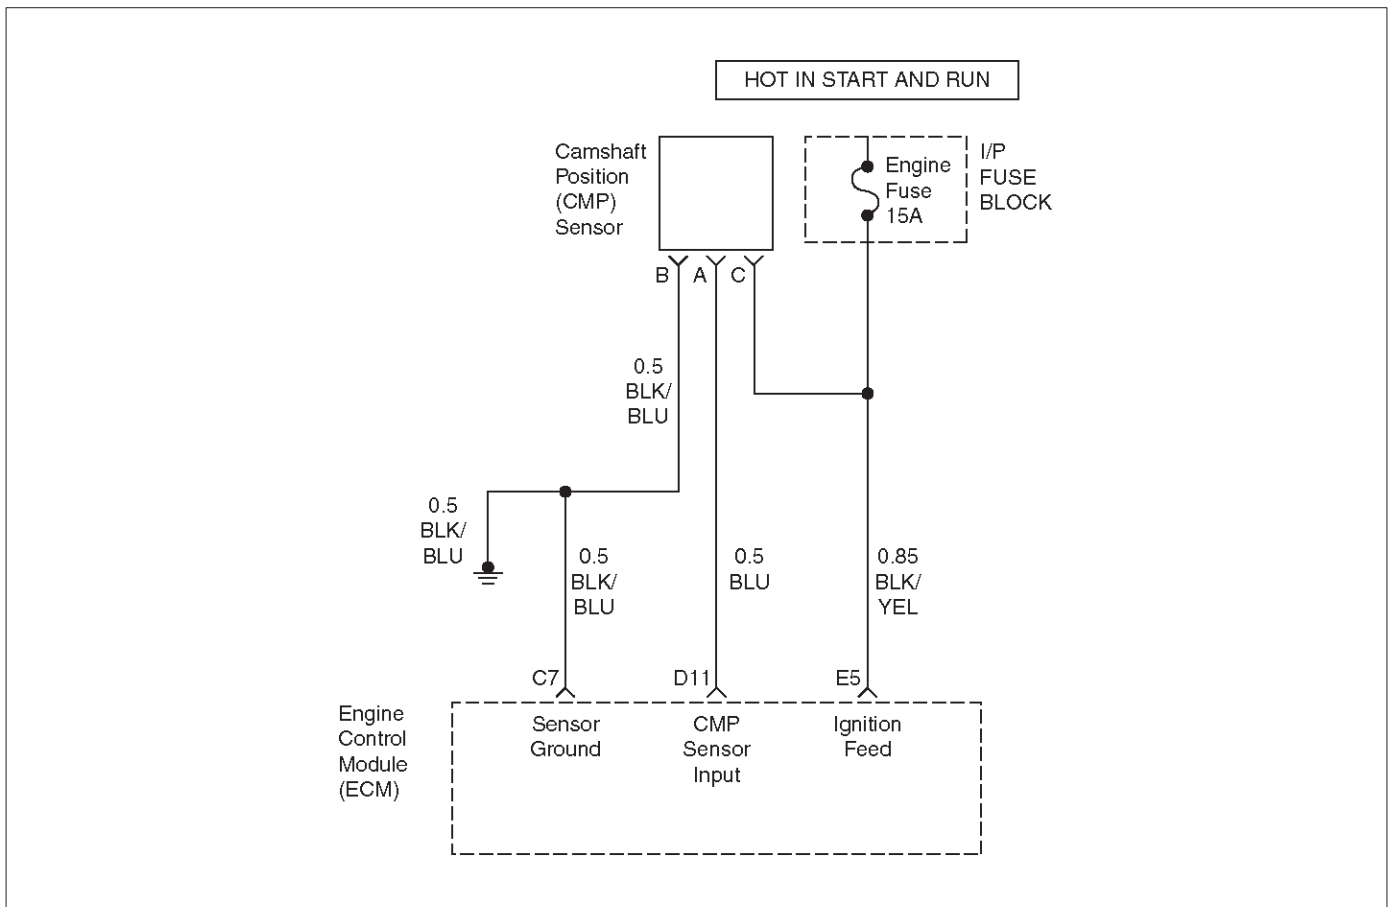 HOT IN START AND RUN
Camshaft
Position
(CMP)
Sensor
Engine
Fuse
15A
I/P
FUSE
BLOCK
B
A
C
0.5
BLK/
BLU
0.5
BLK/
BLU
0.5
BLK/
BLU
0.5
BLU
0.85
BLK/
YEL
C7
D11
E5
Engine
Control
Module
(ECM)
Sensor
Ground
CMP
Sensor
Input
Ignition
Feed